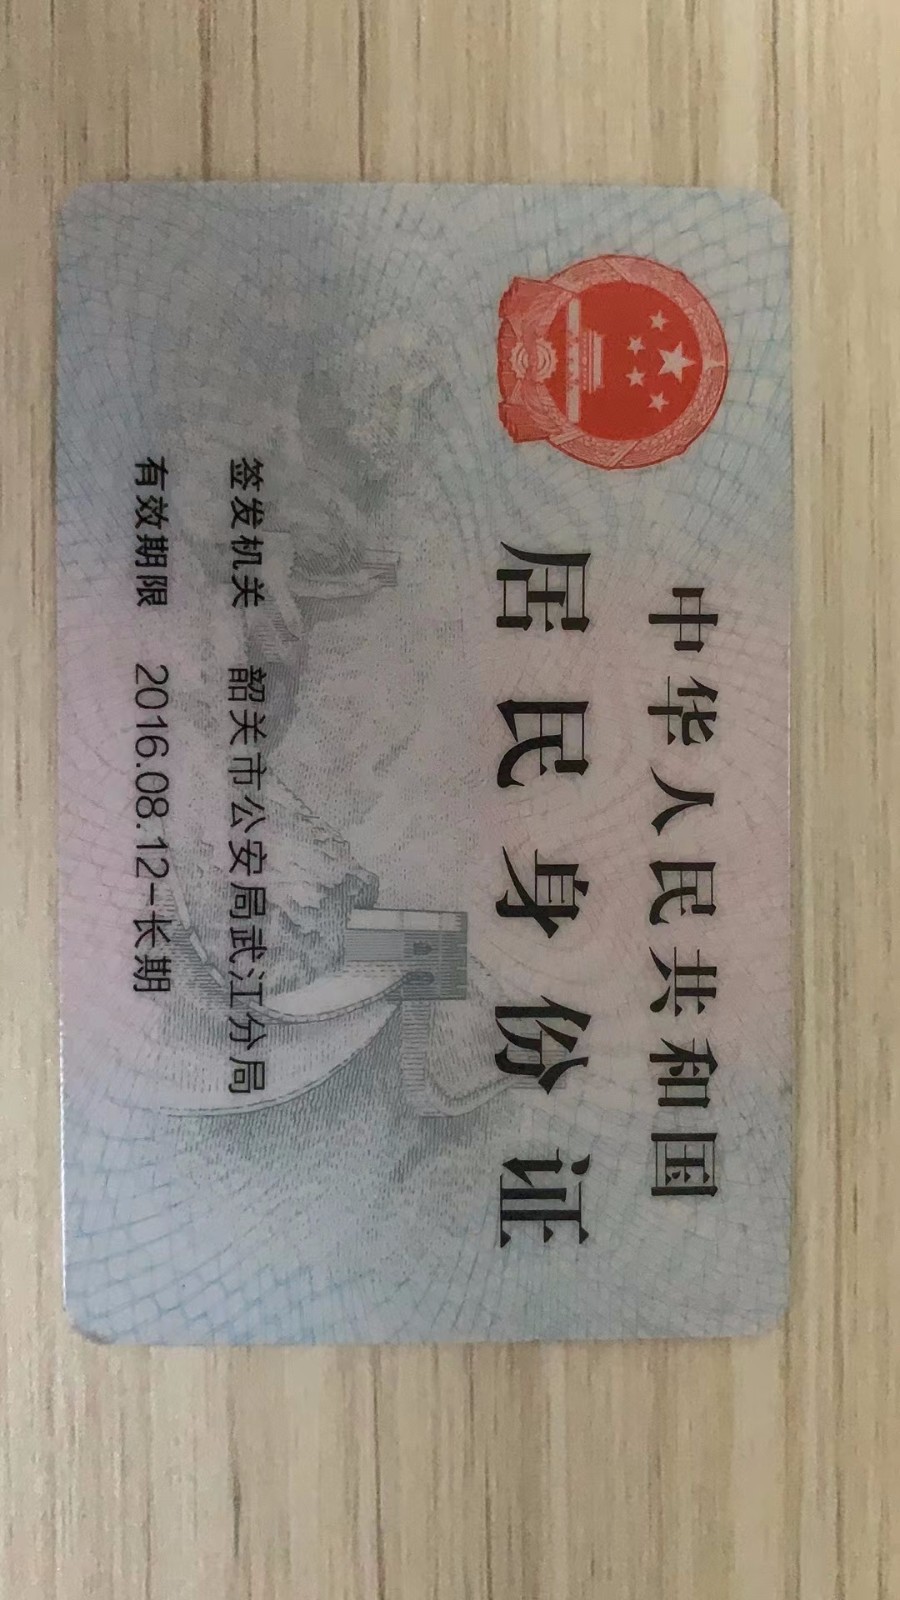 中华人民共和国
居民身份证
签发机关 韶关市公安局武江分局
有效期限 2016.08.12-长期